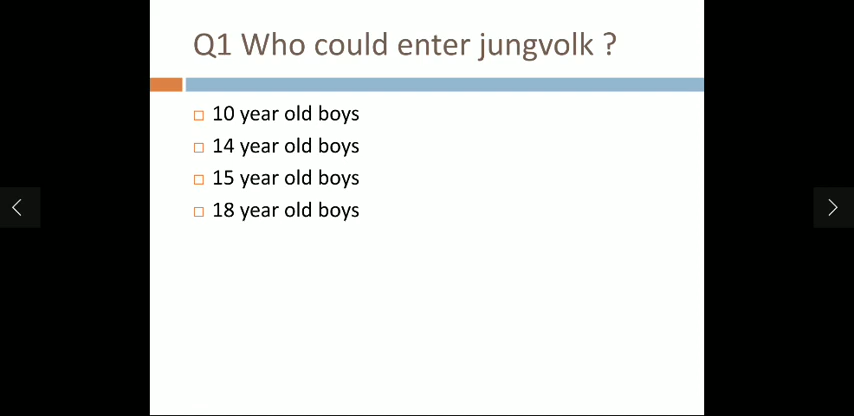 Q1 Who could enter jungvolk ?
10 year old boys
14 year old boys
15 year old boys
18 year old boys